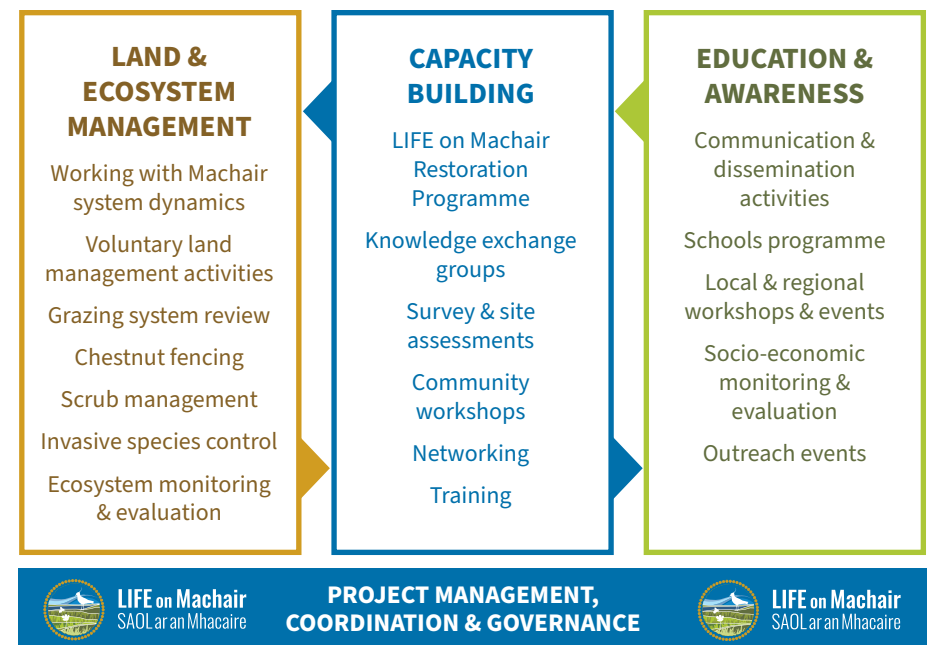 LAND &
ECOSYSTEM
MANAGEMENT
Working with Machair
system dynamics
Voluntary land
management activities
Grazing system review
Chestnut fencing
Scrub management
Invasive species control
Ecosystem monitoring
& evaluation
CAPACITY
BUILDING
LIFE on Machair
Restoration
Programme
Knowledge exchange
groups
Survey & site
assessments
Community
workshops
Networking
Training
EDUCATION &
AWARENESS
Communication &
dissemination
activities
Schools programme
Local & regional
workshops & events
Socio-economic
monitoring &
evaluation
Outreach events
LIFE on Machair
SAOL ar an Mhacaire
PROJECT MANAGEMENT,
COORDINATION & GOVERNANCE
LIFE on Machair
SAOL ar an Mhacaire